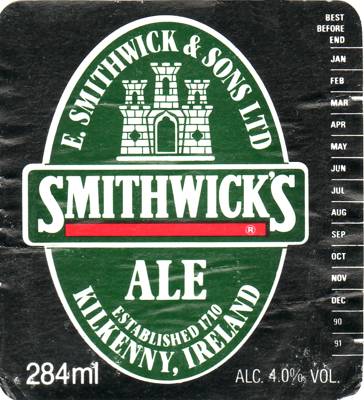 E. SMITHWICK & SONS LTD
SMITHWICK'S
®
ALE
ESTABLISHED 1710
KILKENNY, IRELAND
284ml
ALC. 4.0% VOL.
BEST
BEFORE
END
JAN
FEB
MAR
APR
MAY
JUN
JUL
AUG
SEP
OCT
NOV
DEC
90
91